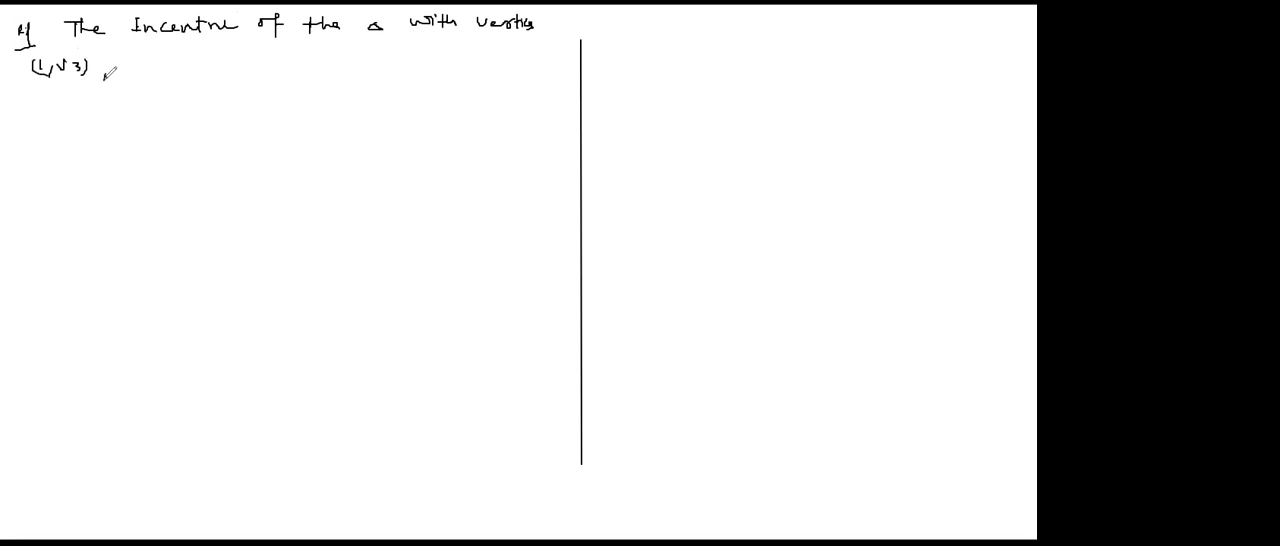 The Incentre of the △ with vertices
(1, √3)